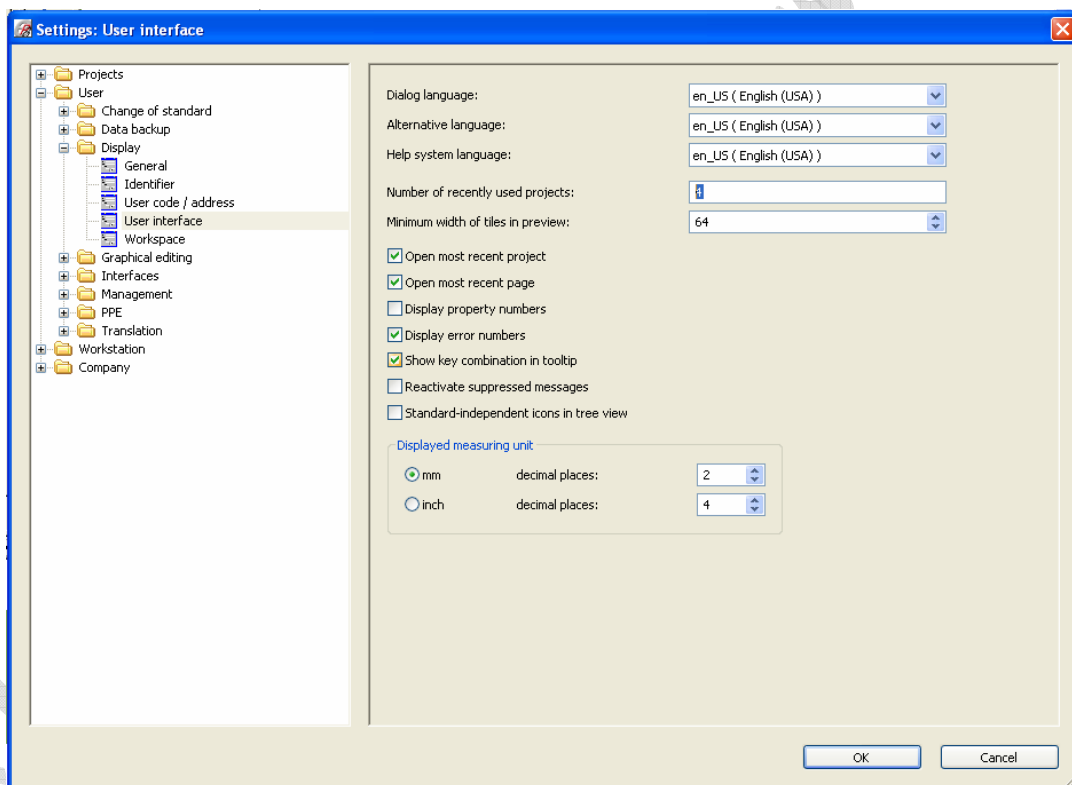 Settings: User interface
Projects
User
Change of standard
Data backup
Display
General
Identifier
User code / address
User interface
Workspace
Graphical editing
Interfaces
Management
PPE
Translation
Workstation
Company
Dialog language: en_US ( English (USA) )
Alternative language: en_US ( English (USA) )
Help system language: en_US ( English (USA) )
Number of recently used projects:
Minimum width of tiles in preview: 64
Open most recent project
Open most recent page
Display property numbers
Display error numbers
Show key combination in tooltip
Reactivate suppressed messages
Standard-independent icons in tree view
Displayed measuring unit
mm decimal places: 2
inch decimal places: 4
OK Cancel